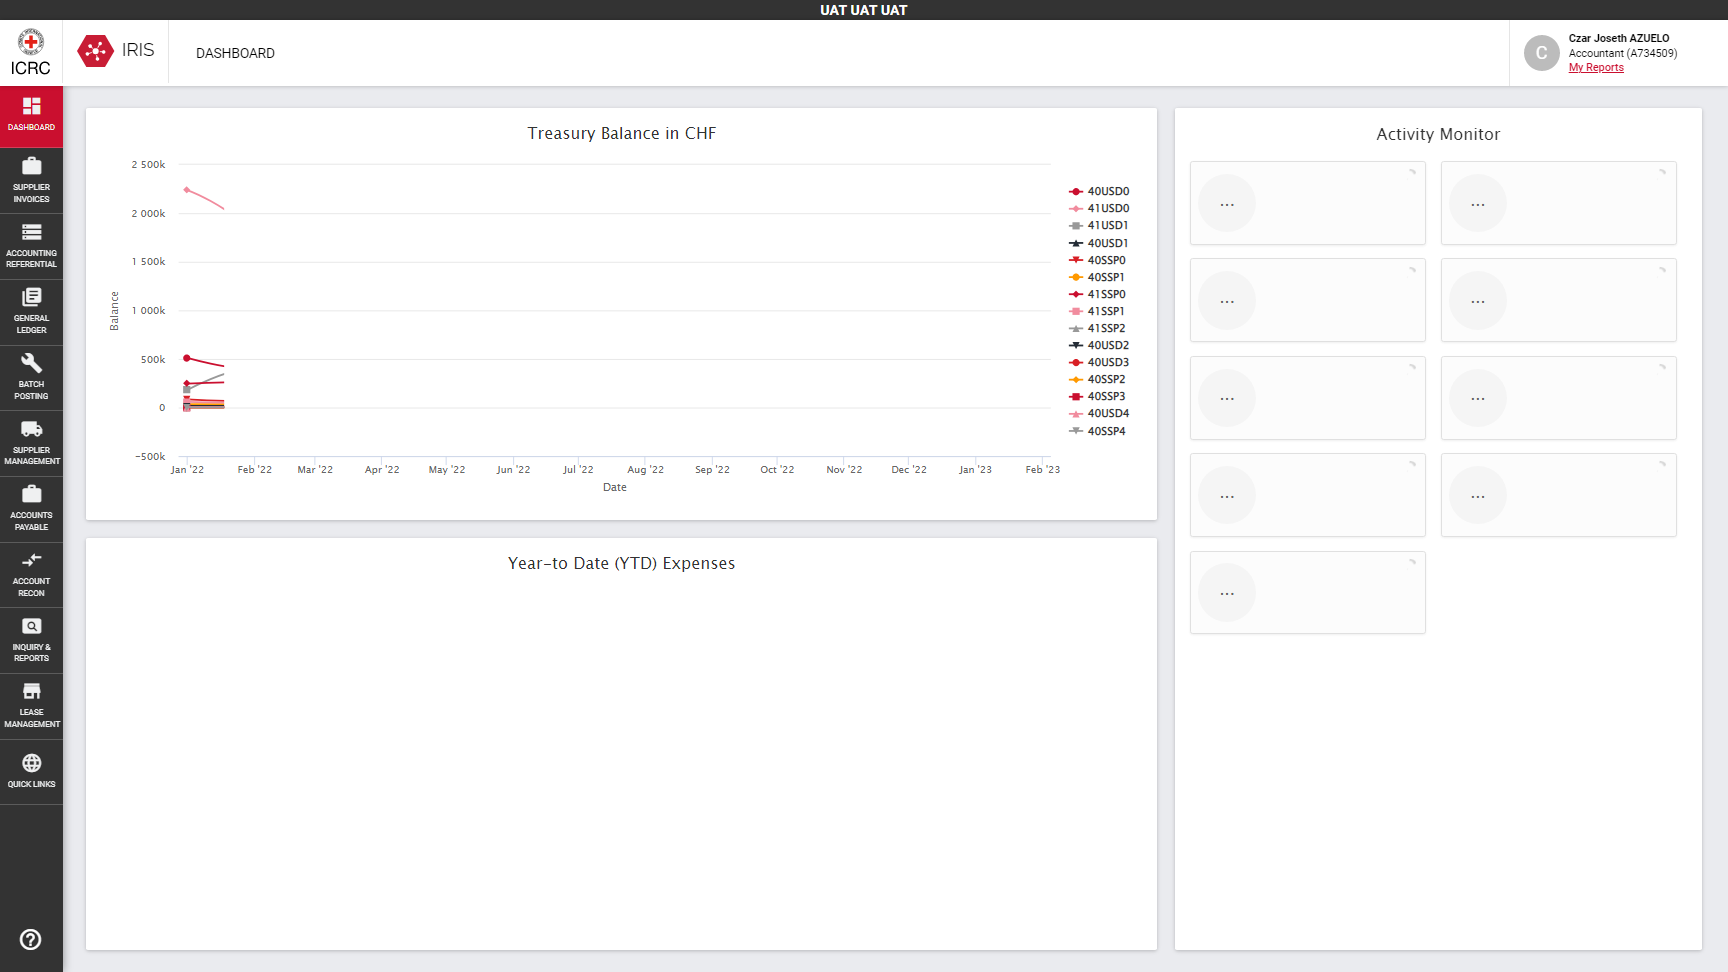 UAT UAT UAT
ICRC
IRIS
DASHBOARD
C
Czar Joseth AZUELO
Accountant (A734509)
My Reports
DASHBOARD
SUPPLIER
INVOICES
ACCOUNTING
REFERENTIAL
GENERAL
LEDGER
BATCH
POSTING
SUPPLIER
MANAGEMENT
ACCOUNTS
PAYABLE
ACCOUNT
RECON
INQUIRY &
REPORTS
LEASE
MANAGEMENT
QUICK LINKS
Treasury Balance in CHF
Balance
2 500k
2 000k
1 500k
1 000k
500k
0
-500k
Jan '22
Feb '22
Mar '22
Apr '22
May '22
Jun '22
Jul '22
Aug '22
Sep '22
Oct '22
Nov '22
Dec '22
Jan '23
Feb '23
Date
40USD0
41USD0
41USD1
40USD1
40SSP0
40SSP1
41SSP0
41SSP1
41SSP2
40USD2
40USD3
40SSP2
40SSP3
40USD4
40SSP4
Year-to Date (YTD) Expenses
Activity Monitor
...
...
...
...
...
...
...
...
...